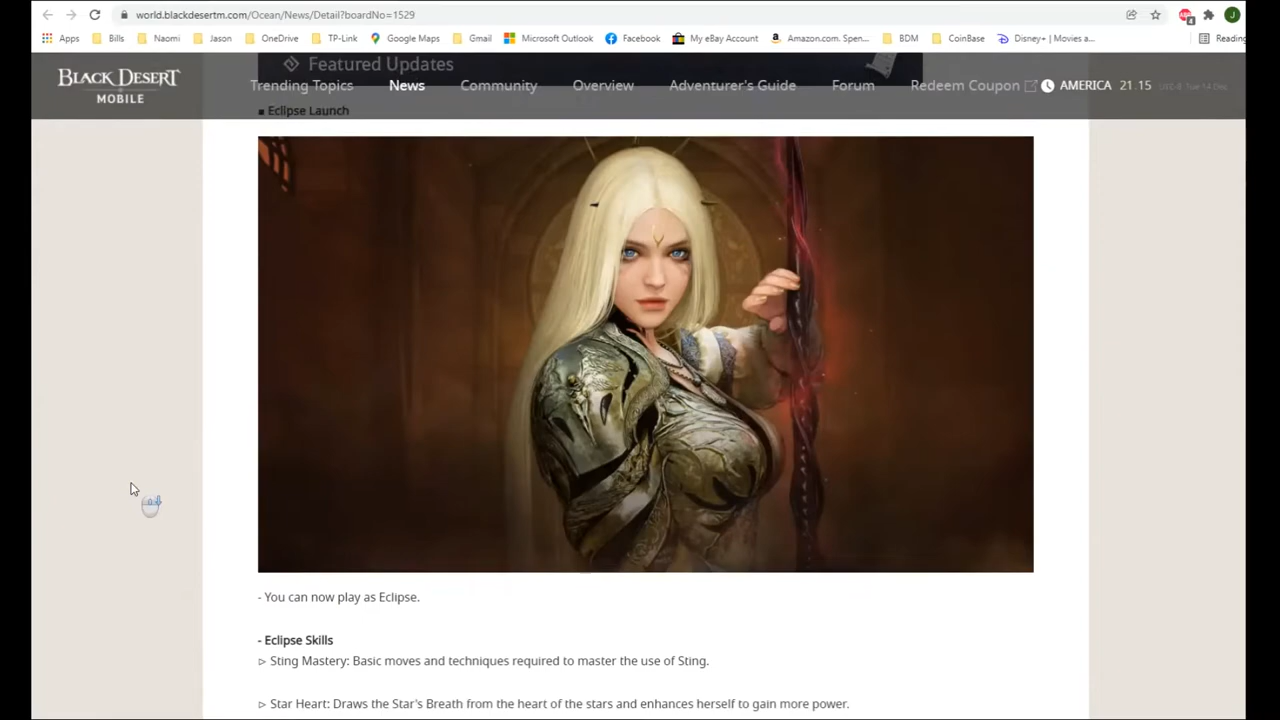 world.blackdesertm.com/Ocean/News/Detail?boardNo=1529
Apps Bills Naomi Jason OneDrive TP-Link Google Maps Gmail Microsoft Outlook Facebook My eBay Account Amazon.com. Spen... BDM CoinBase Disney+ | Movies a... Reading
Featured Updates
BLACK DESERT
MOBILE
Trending Topics News Community Overview Adventurer's Guide Forum Redeem Coupon AMERICA 21.15
■ Eclipse Launch
- You can now play as Eclipse.
- Eclipse Skills
▷ Sting Mastery: Basic moves and techniques required to master the use of Sting.
▷ Star Heart: Draws the Star's Breath from the heart of the stars and enhances herself to gain more power.